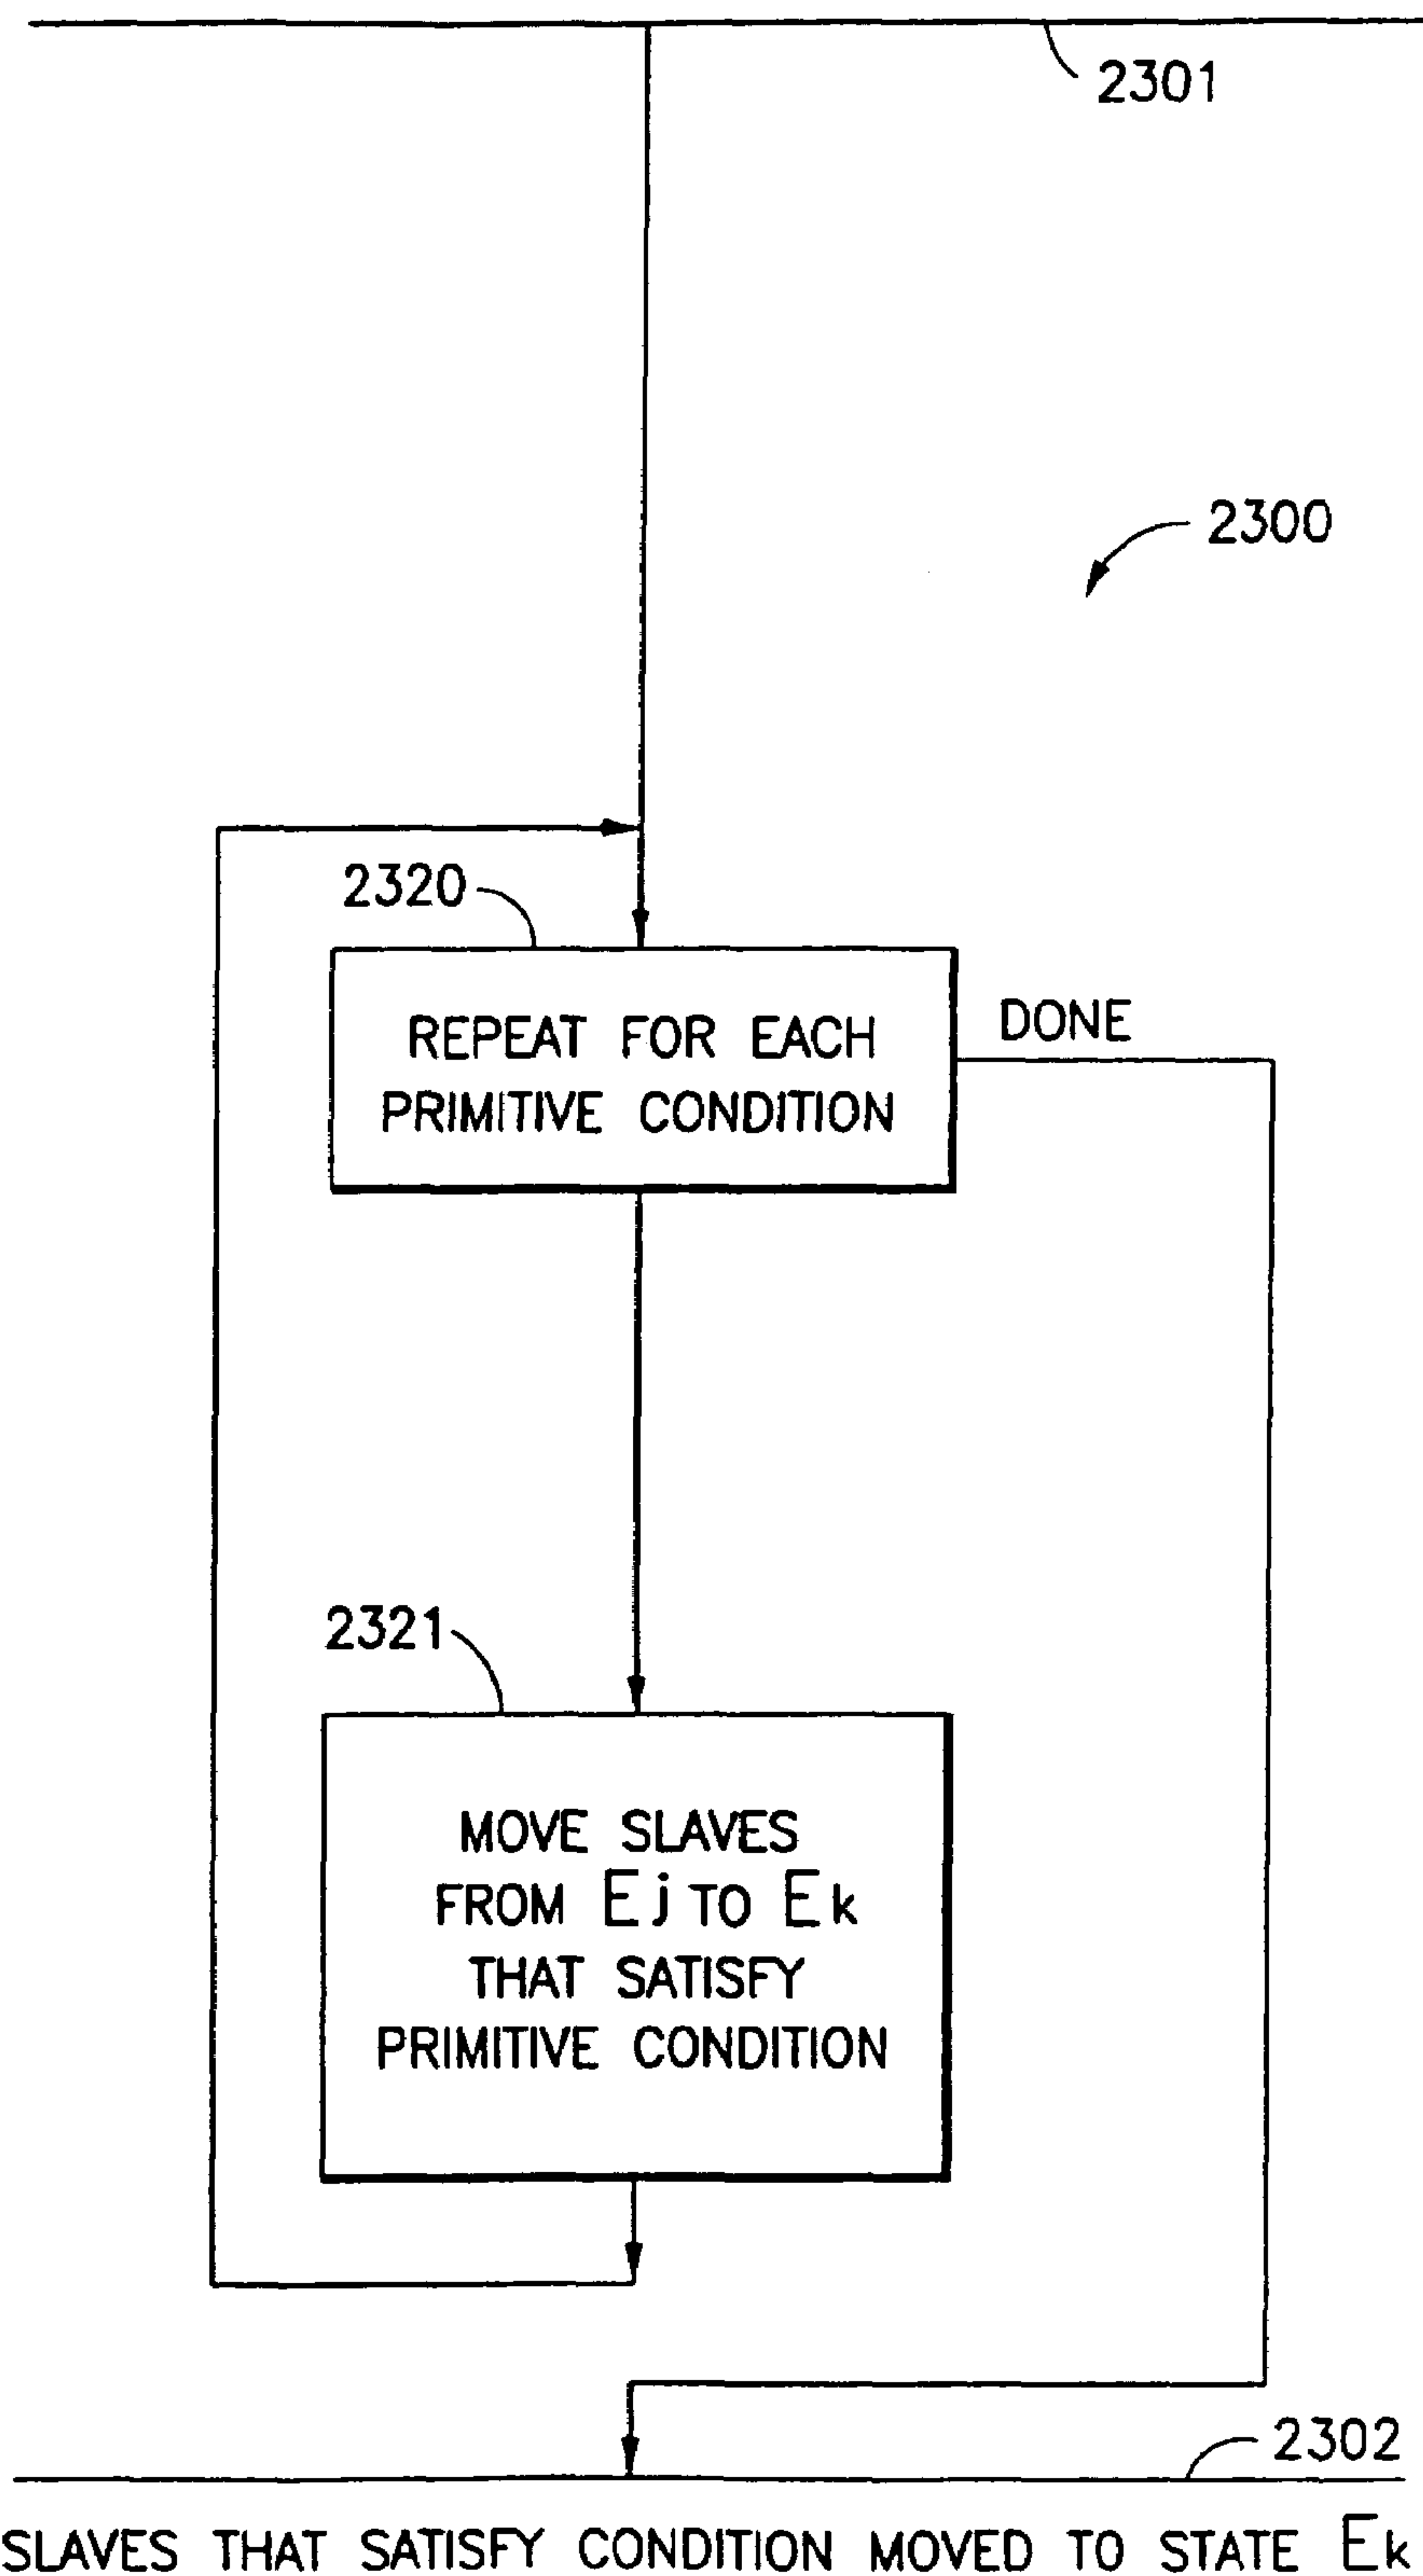 2301
2300
2320
REPEAT FOR EACH
PRIMITIVE CONDITION
DONE
2321
MOVE SLAVES
FROM Ej TO Ek
THAT SATISFY
PRIMITIVE CONDITION
2302
SLAVES THAT SATISFY CONDITION MOVED TO STATE Ek